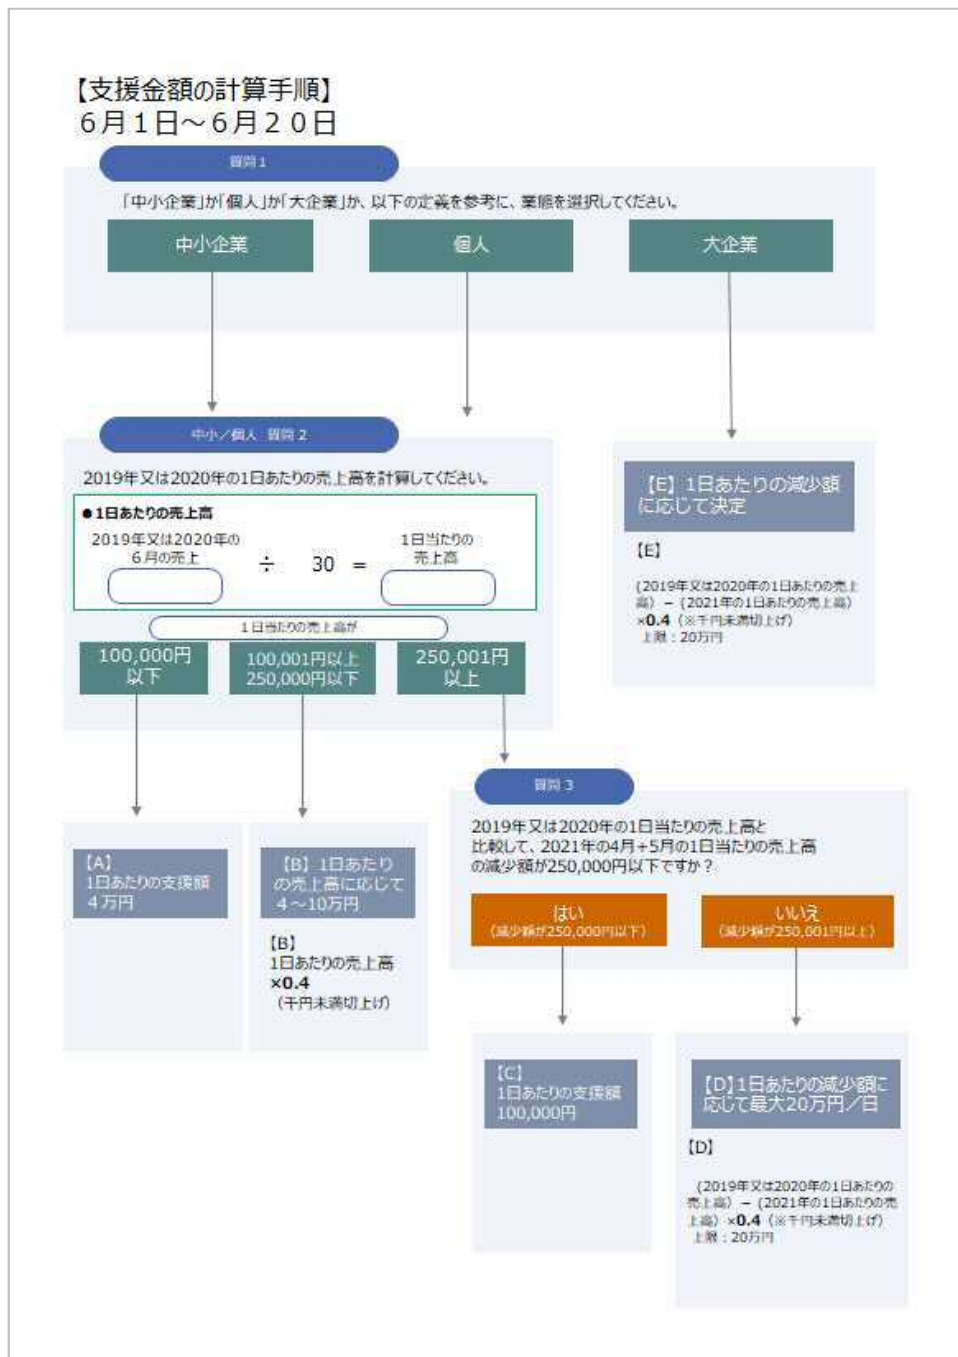 【支援金額の計算手順】
６月１日～６月２０日
質問 1
「中小企業」か「個人」か「大企業」か、以下の定義を参考に、業態を選択してください。
中小企業
個人
大企業
中小／個人 質問 2
2019年又は2020年の1日あたりの売上高を計算してください。
●1日あたりの売上高
2019年又は2020年の
６月の売上
÷ 30 ＝
1日当たりの
売上高
１日当たりの売上高が
100,000円
以下
100,001円以上
250,000円以下
250,001円
以上
【E】１日あたりの減少額
に応じて決定
【E】
(2019年又は2020年の1日あたりの売上
高）－（2021年の1日あたりの売上高）
×0.4（※千円未満切上げ）
上限：20万円
質問 3
2019年又は2020年の1日当たりの売上高と
比較して、2021年の4月+5月の1日当たりの売上高
の減少額が250,000円以下ですか？
はい
（減少額が250,000円以下）
いいえ
（減少額が250,001円以上）
【A】
1日あたりの支援額
４万円
【B】１日あたり
の売上高に応じて
４～10万円
【B】
1日あたりの売上高
×0.4
（千円未満切上げ）
【C】
1日あたりの支援額
100,000円
【D】1日あたりの減少額に
応じて最大20万円／日
【D】
（2019年又は2020年の1日あたりの
売上高）－（2021年の1日あたりの売
上高）×0.4（※千円未満切上げ）
上限：20万円